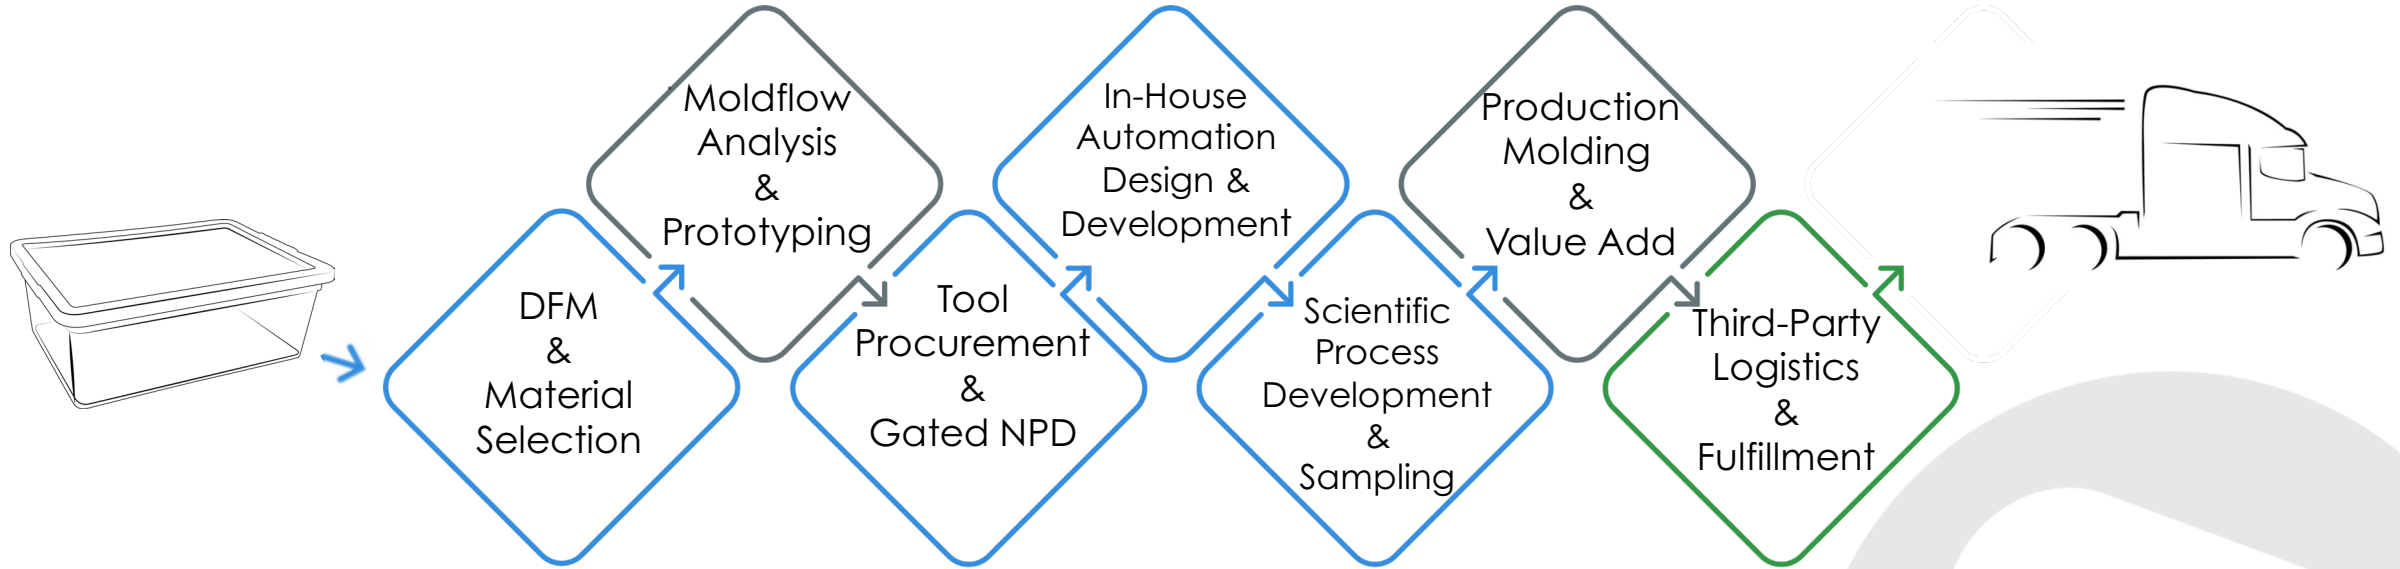 DFM
&
Material
Selection
Moldflow
Analysis
&
Prototyping
Tool
Procurement
&
Gated NPD
In-House
Automation
Design &
Development
Scientific
Process
Development
&
Sampling
Production
Molding
&
Value Add
Third-Party
Logistics
&
Fulfillment